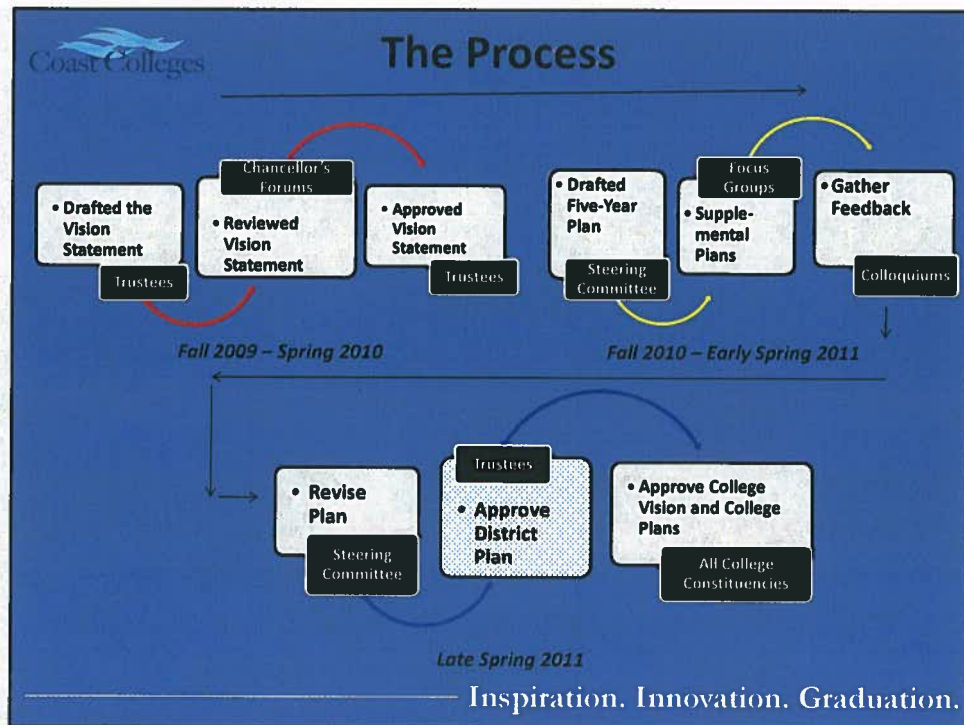 Coast Colleges
The Process
• Drafted the
Vision
Statement
Trustees
Chancellor's
Forums
• Reviewed
Vision
Statement
• Approved
Vision
Statement
Trustees
Fall 2009 – Spring 2010
• Drafted
Five-Year
Plan
Steering
Committee
Focus
Groups
• Supple-
mental
Plans
• Gather
Feedback
Colloquiums
Fall 2010 – Early Spring 2011
• Revise
Plan
Steering
Committee
Trustees
• Approve
District
Plan
• Approve College
Vision and College
Plans
All College
Constituencies
Late Spring 2011
Inspiration. Innovation. Graduation.